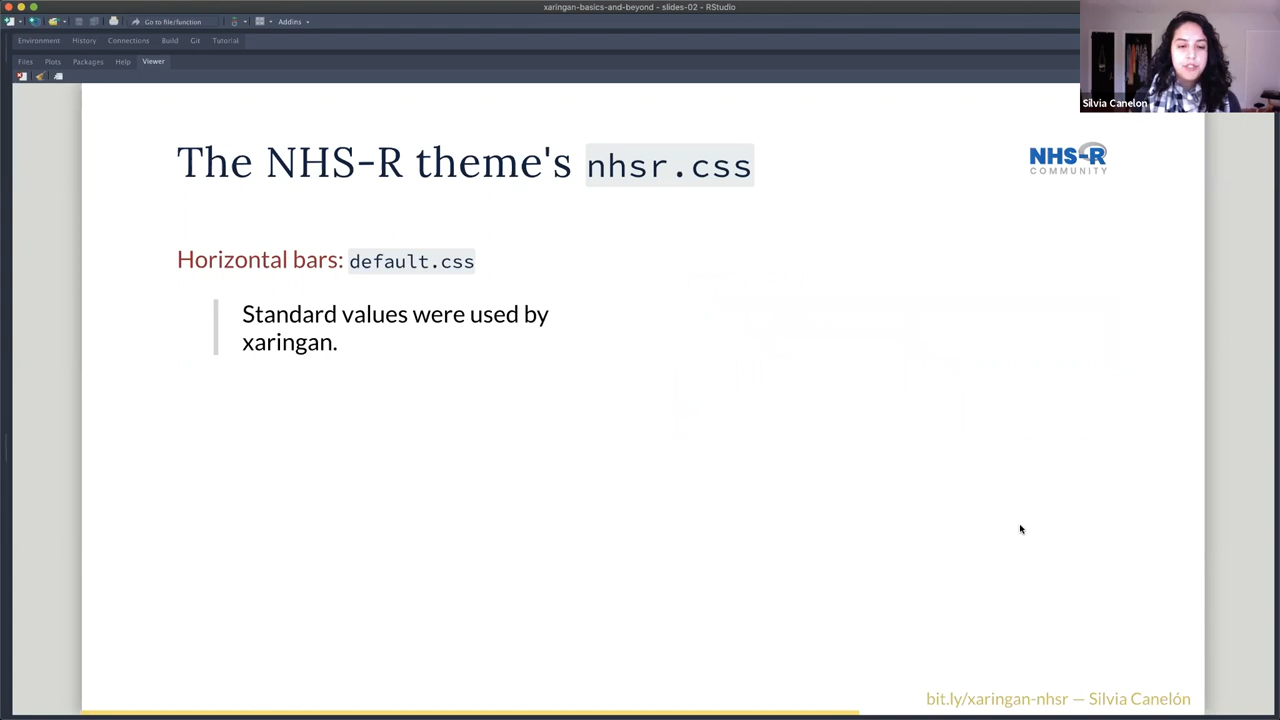 xaringan-basics-and-beyond - slides-02 - RStudio
Go to file/function
Addins
Environment History Connections Build Git Tutorial
Files Plots Packages Help Viewer
Silvia Canelon
The NHS-R theme's nhsr.css
NHS-R
COMMUNITY
Horizontal bars: default.css
Standard values were used by
xaringan.
bit.ly/xaringan-nhsr — Silvia Canelón